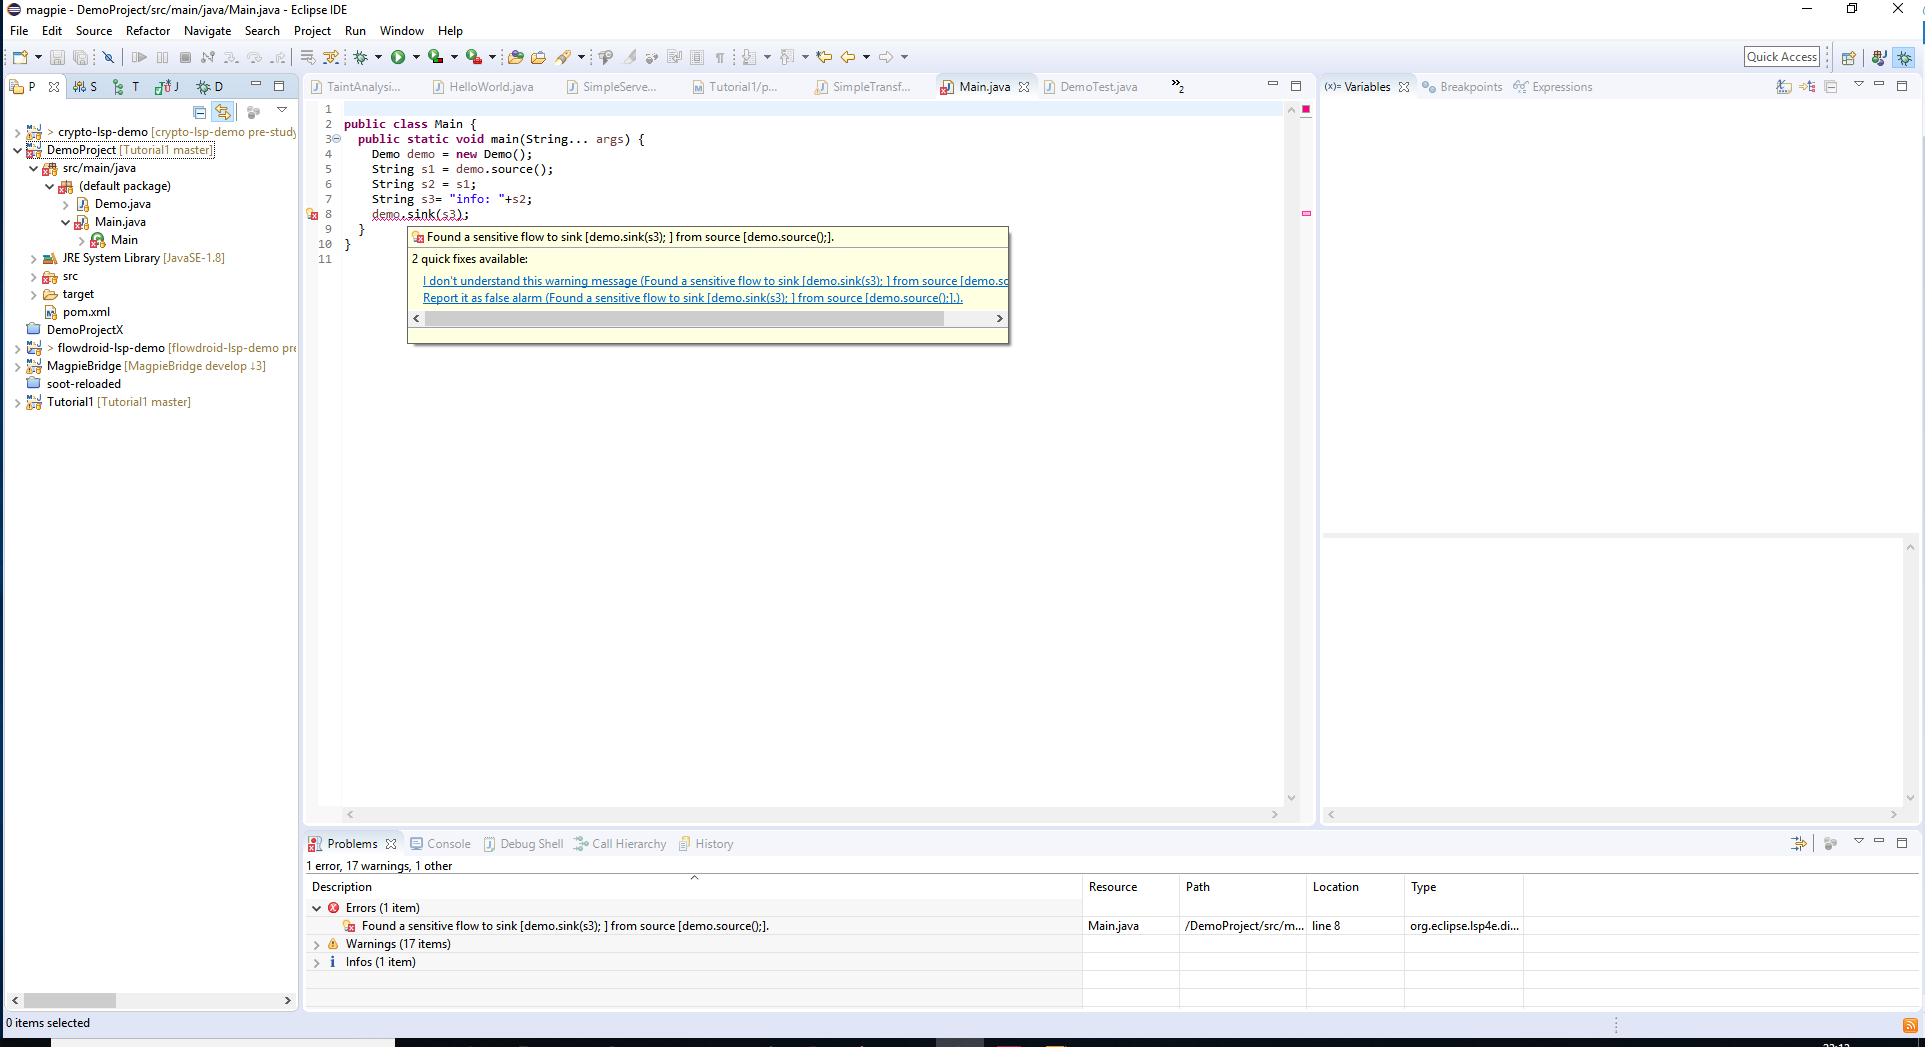 magpie - DemoProject/src/main/java/Main.java - Eclipse IDE
File Edit Source Refactor Navigate Search Project Run Window Help
Quick Access
P S T J D
> crypto-lsp-demo [crypto-lsp-demo pre-study
DemoProject [Tutorial1 master]
src/main/java
(default package)
Demo.java
Main.java
Main
JRE System Library [JavaSE-1.8]
src
target
pom.xml
DemoProjectX
> flowdroid-lsp-demo [flowdroid-lsp-demo pre
MagpieBridge [MagpieBridge develop ↓3]
soot-reloaded
Tutorial1 [Tutorial1 master]
0 items selected
TaintAnalysi... HelloWorld.java SimpleServe... Tutorial1/p... SimpleTransf... Main.java DemoTest.java »2
1
2 public class Main {
3 public static void main(String... args) {
4 Demo demo = new Demo();
5 String s1 = demo.source();
6 String s2 = s1;
7 String s3= "info: "+s2;
8 demo.sink(s3);
9 }
10 }
11
Found a sensitive flow to sink [demo.sink(s3); ] from source [demo.source();].
2 quick fixes available:
I don't understand this warning message (Found a sensitive flow to sink [demo.sink(s3); ] from source [demo.so
Report it as false alarm (Found a sensitive flow to sink [demo.sink(s3); ] from source [demo.source();].).
(x)= Variables Breakpoints Expressions
Problems Console Debug Shell Call Hierarchy History
1 error, 17 warnings, 1 other
Description Resource Path Location Type
Errors (1 item)
Found a sensitive flow to sink [demo.sink(s3); ] from source [demo.source();]. Main.java /DemoProject/src/m... line 8 org.eclipse.lsp4e.di...
Warnings (17 items)
Infos (1 item)